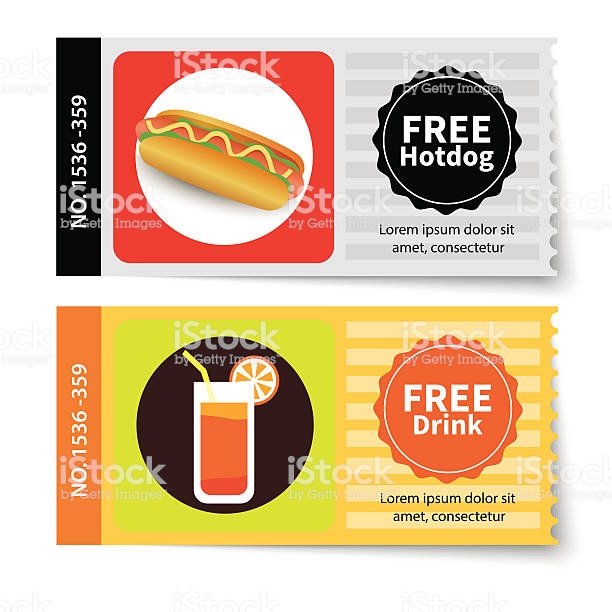 NO. 1536 -359
FREE
Hotdog
Lorem ipsum dolor sit
amet, consectetur
NO. 1536 -359
FREE
Drink
Lorem ipsum dolor sit
amet, consectetur
iStock
by Getty Images™